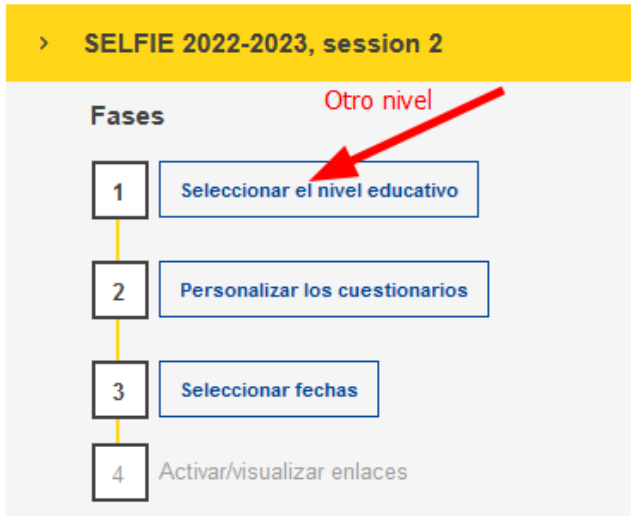 SELFIE 2022-2023, session 2
Otro nivel
Fases
1 Seleccionar el nivel educativo
2 Personalizar los cuestionarios
3 Seleccionar fechas
4 Activar/visualizar enlaces